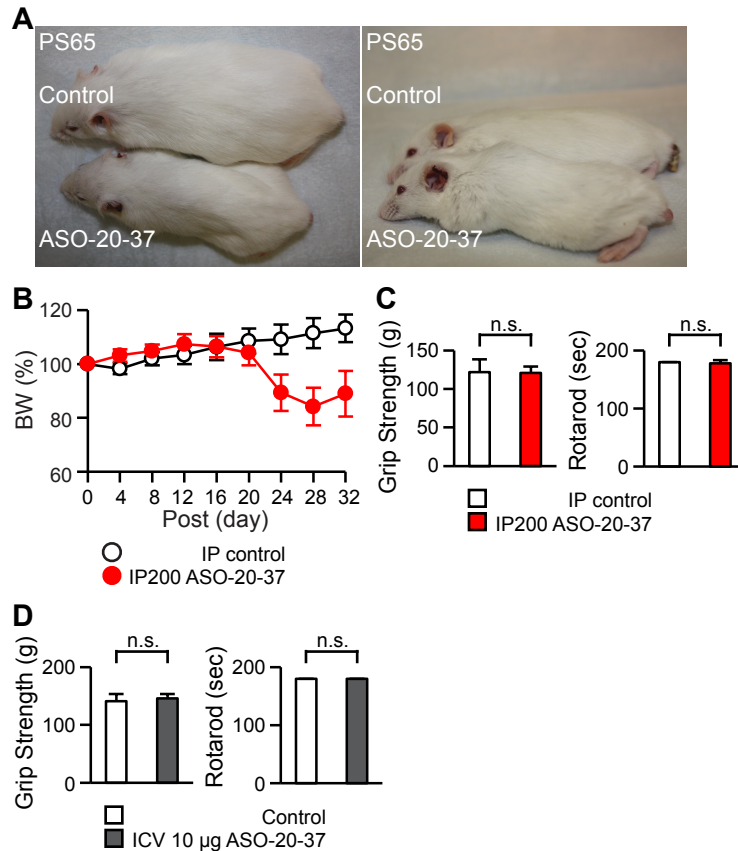 A
PS65
Control
ASO-20-37
PS65
Control
ASO-20-37
B
BW (%)
120
100
80
60
0 4 8 12 16 20 24 28 32
Post (day)
IP control
IP200 ASO-20-37
C
Grip Strength (g)
150
100
50
0
n.s.
Rotarod (sec)
200
100
0
n.s.
IP control
IP200 ASO-20-37
D
Grip Strength (g)
200
100
0
n.s.
Rotarod (sec)
200
100
0
n.s.
Control
ICV 10 µg ASO-20-37